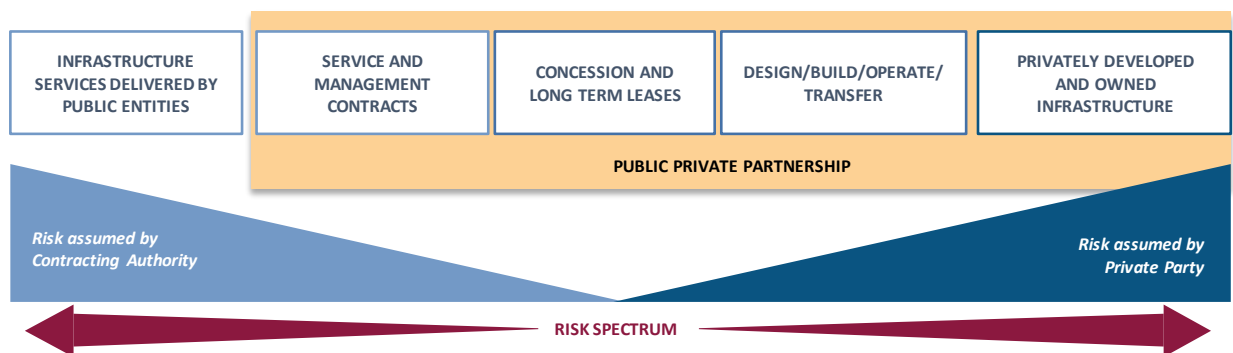 INFRASTRUCTURE
SERVICES DELIVERED BY
PUBLIC ENTITIES
SERVICE AND
MANAGEMENT
CONTRACTS
CONCESSION AND
LONG TERM LEASES
DESIGN/BUILD/OPERATE/
TRANSFER
PRIVATELY DEVELOPED
AND OWNED
INFRASTRUCTURE
PUBLIC PRIVATE PARTNERSHIP
Risk assumed by
Contracting Authority
Risk assumed by
Private Party
RISK SPECTRUM